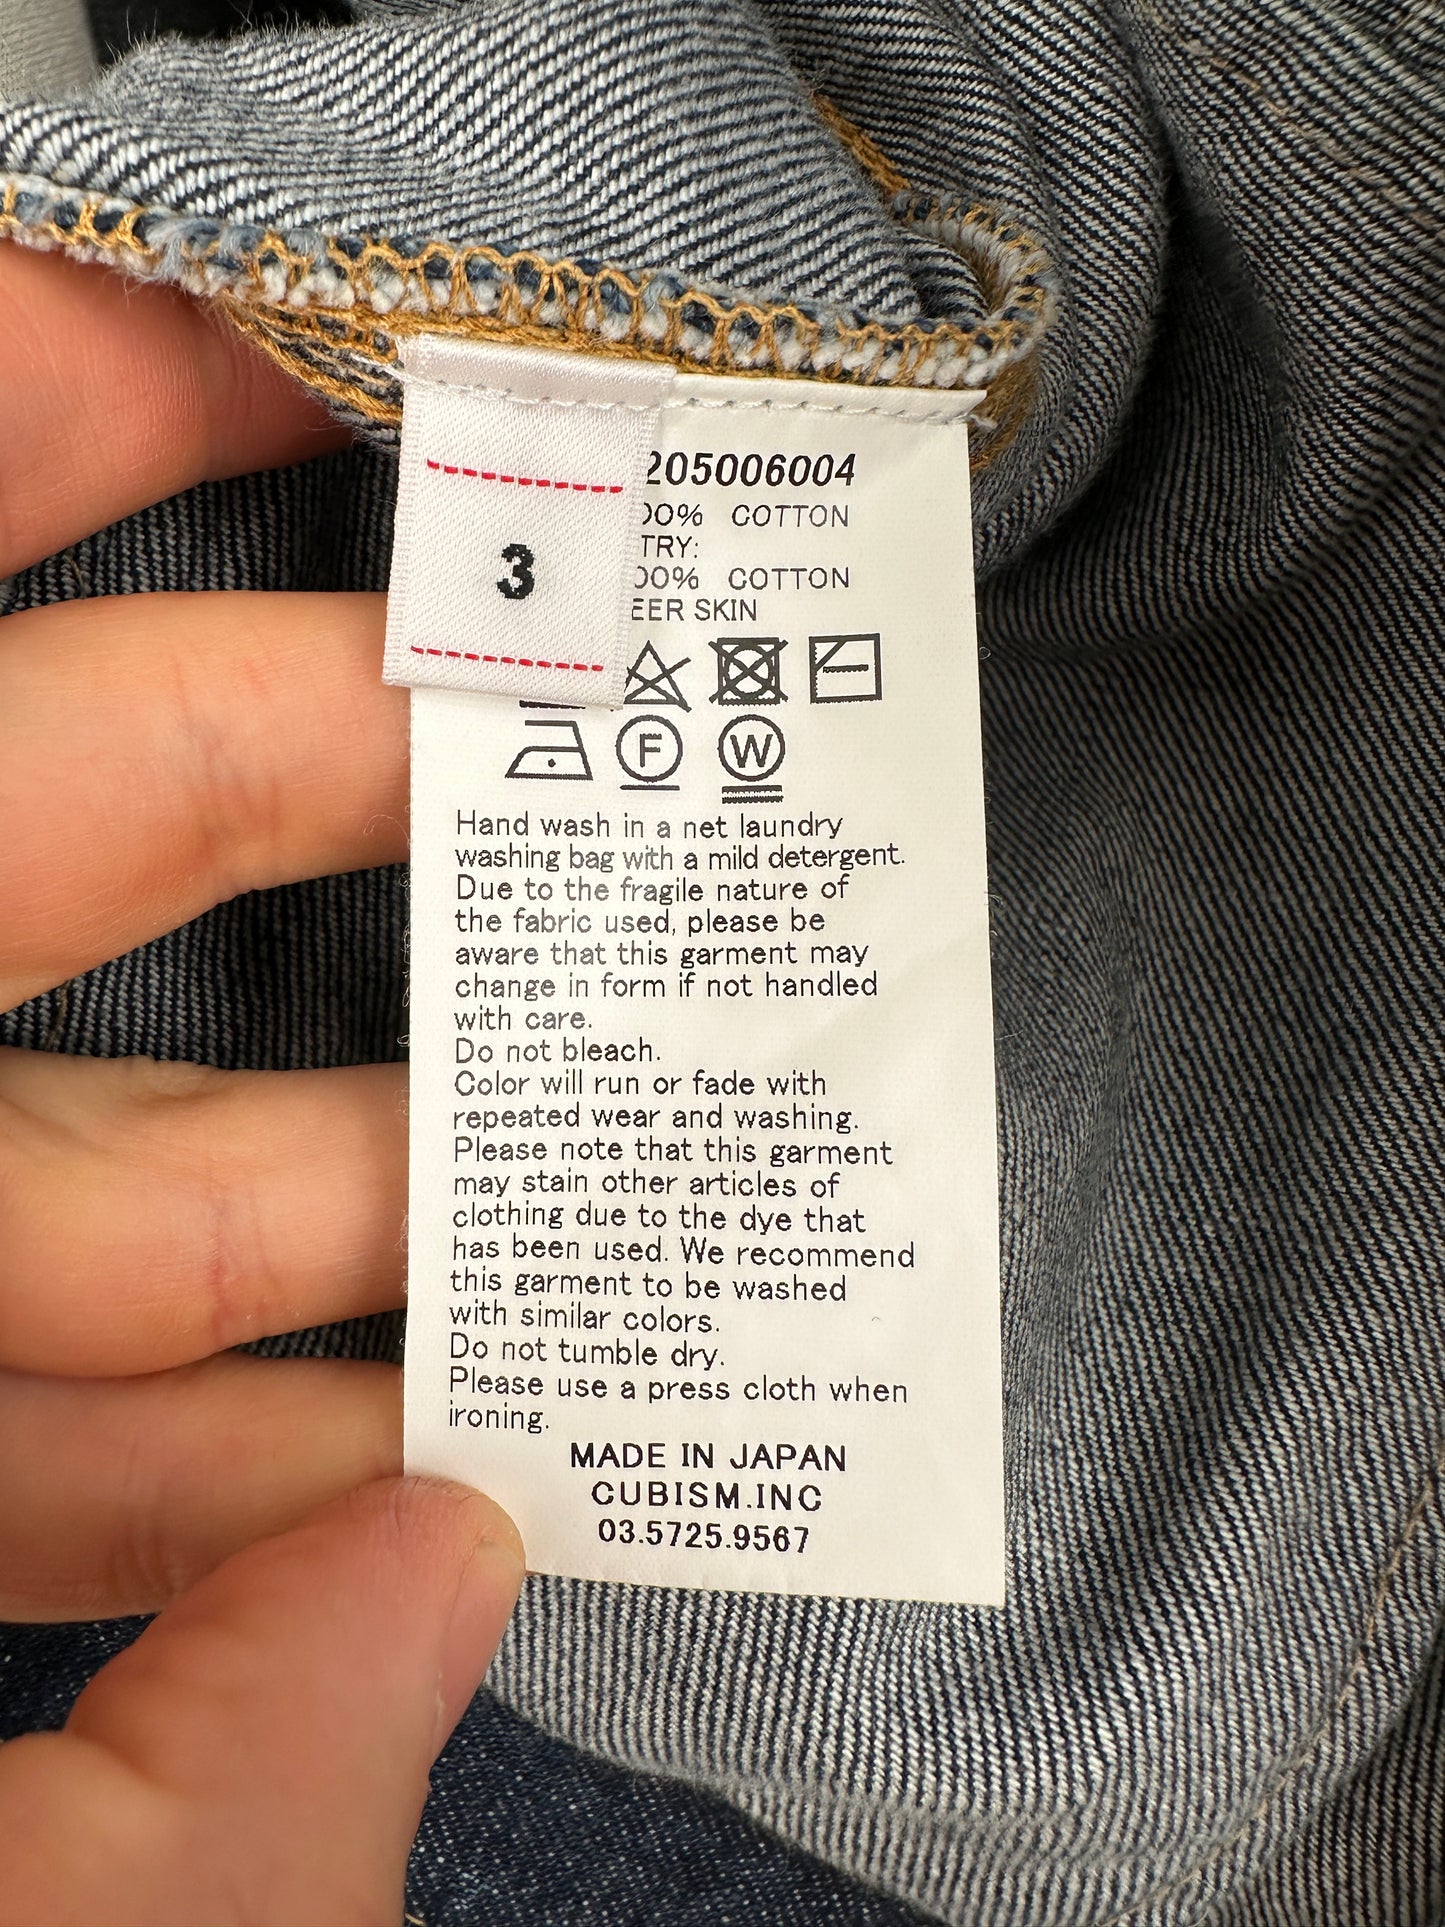 3
205006004
00% COTTON
TRY:
00% COTTON
EER SKIN
F W
Hand wash in a net laundry
washing bag with a mild detergent.
Due to the fragile nature of
the fabric used, please be
aware that this garment may
change in form if not handled
with care.
Do not bleach.
Color will run or fade with
repeated wear and washing.
Please note that this garment
may stain other articles of
clothing due to the dye that
has been used. We recommend
this garment to be washed
with similar colors.
Do not tumble dry.
Please use a press cloth when
ironing.
MADE IN JAPAN
CUBISM.INC
03.5725.9567